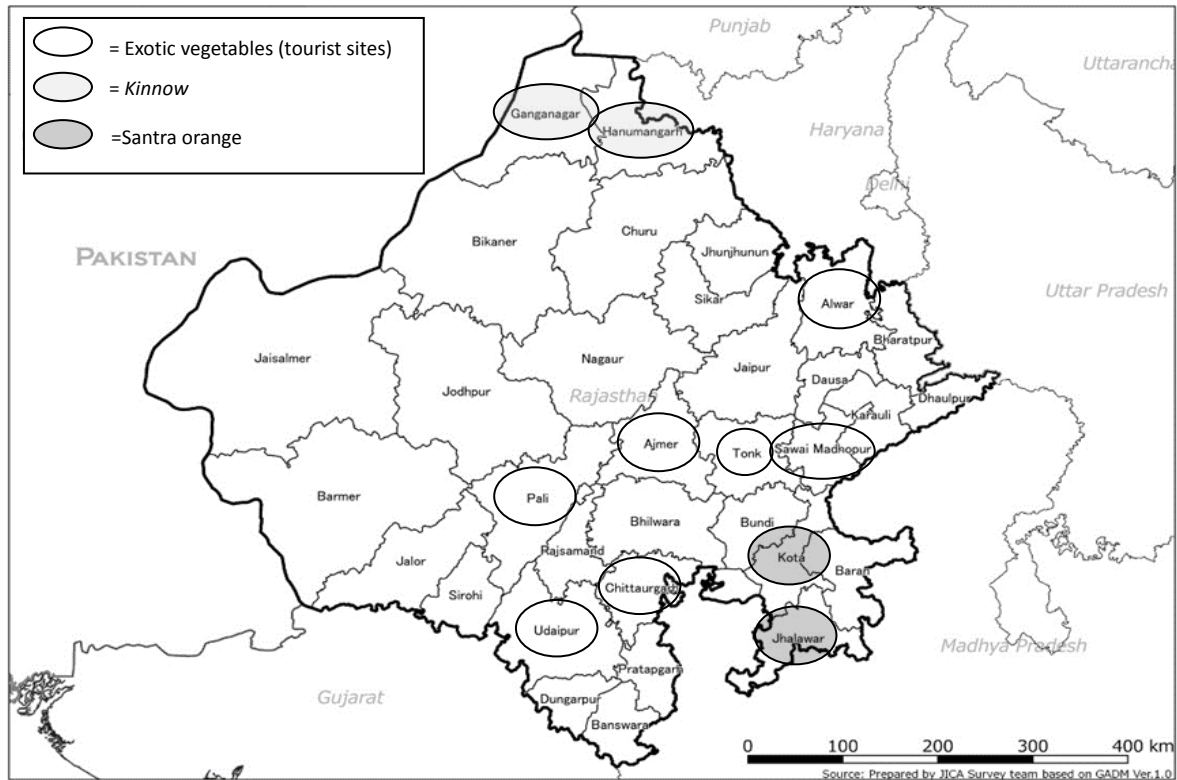 = Exotic vegetables (tourist sites)
= Kinnow
=Santra orange
Punjab
Uttarancha
Ganganagar
Hanumangarh
Haryana
Delhi
Bikaner
Churu
Jhunjhunun
PAKISTAN
Sikar
Alwar
Uttar Pradesh
Bharatpur
Jaisalmer
Nagaur
Jaipur
Dausa
Jodhpur
Rajasthan
Dhaulpur
Karauli
Ajmer
Tonk
Sawai Madhopur
Barmer
Pali
Bhilwara
Bundi
Rajsamand
Kota
Baran
Jalor
Sirohi
Chittaurgarh
Udaipur
Jhalawar
Madhya Pradesh
Pratapgarh
Gujarat
Dungarpur
Banswara
0 100 200 300 400 km
Source: Prepared by JICA Survey team based on GADM Ver.1.0